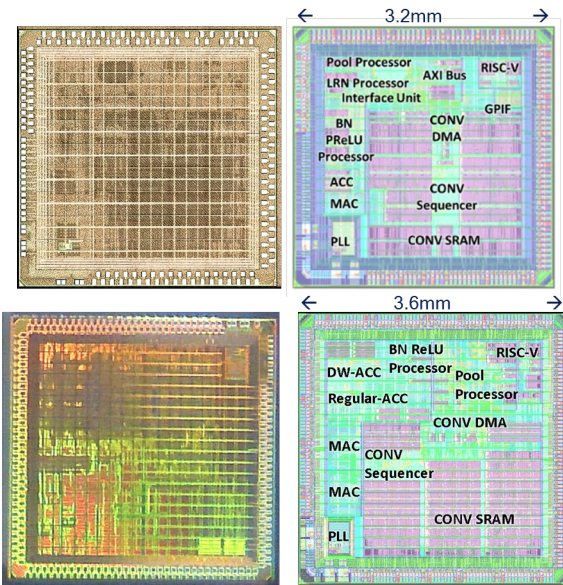 3.2mm
Pool Processor
AXI Bus
RISC-V
LRN Processor
Interface Unit
GPIF
BN
PReLU
Processor
CONV
DMA
ACC
MAC
CONV
Sequencer
PLL
CONV SRAM
3.6mm
BN ReLU
Processor
RISC-V
DW-ACC
Pool
Processor
Regular-ACC
CONV DMA
MAC
CONV
Sequencer
MAC
CONV SRAM
PLL